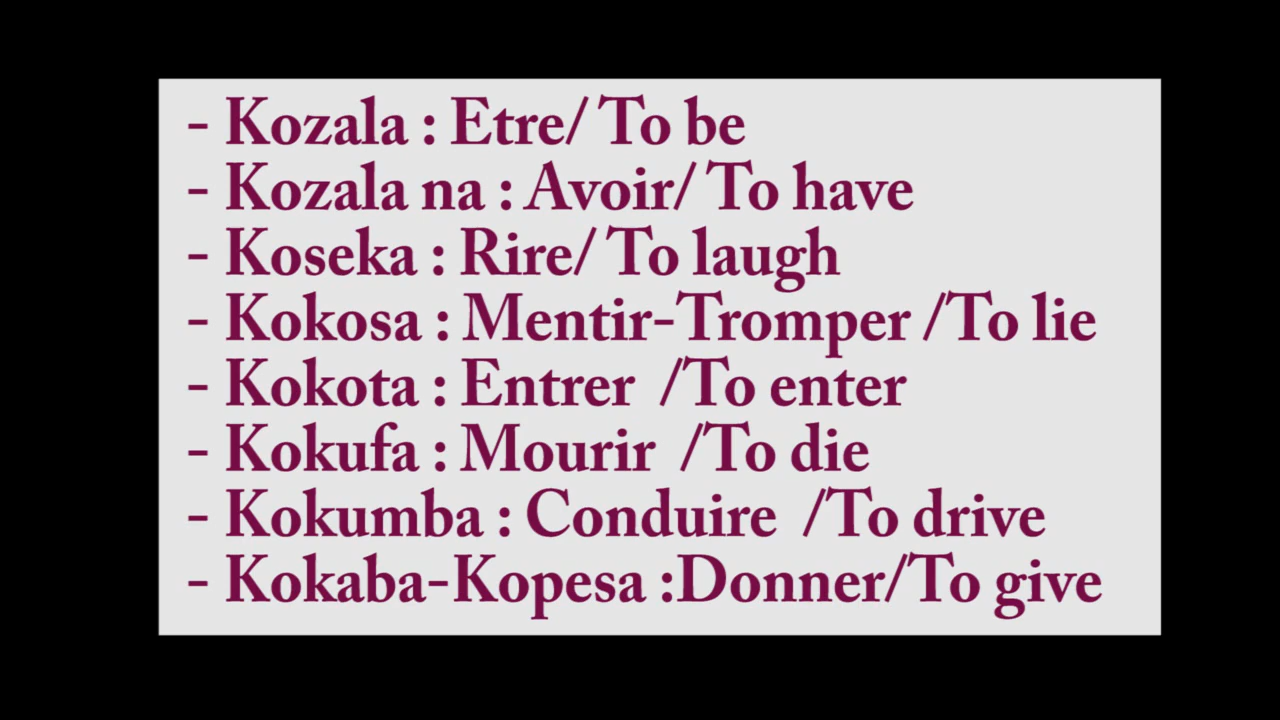 - Kozala : Etre/ To be
- Kozala na : Avoir/ To have
- Koseka : Rire/ To laugh
- Kokosa : Mentir-Tromper /To lie
- Kokota : Entrer /To enter
- Kokufa : Mourir /To die
- Kokumba : Conduire /To drive
- Kokaba-Kopesa :Donner/To give